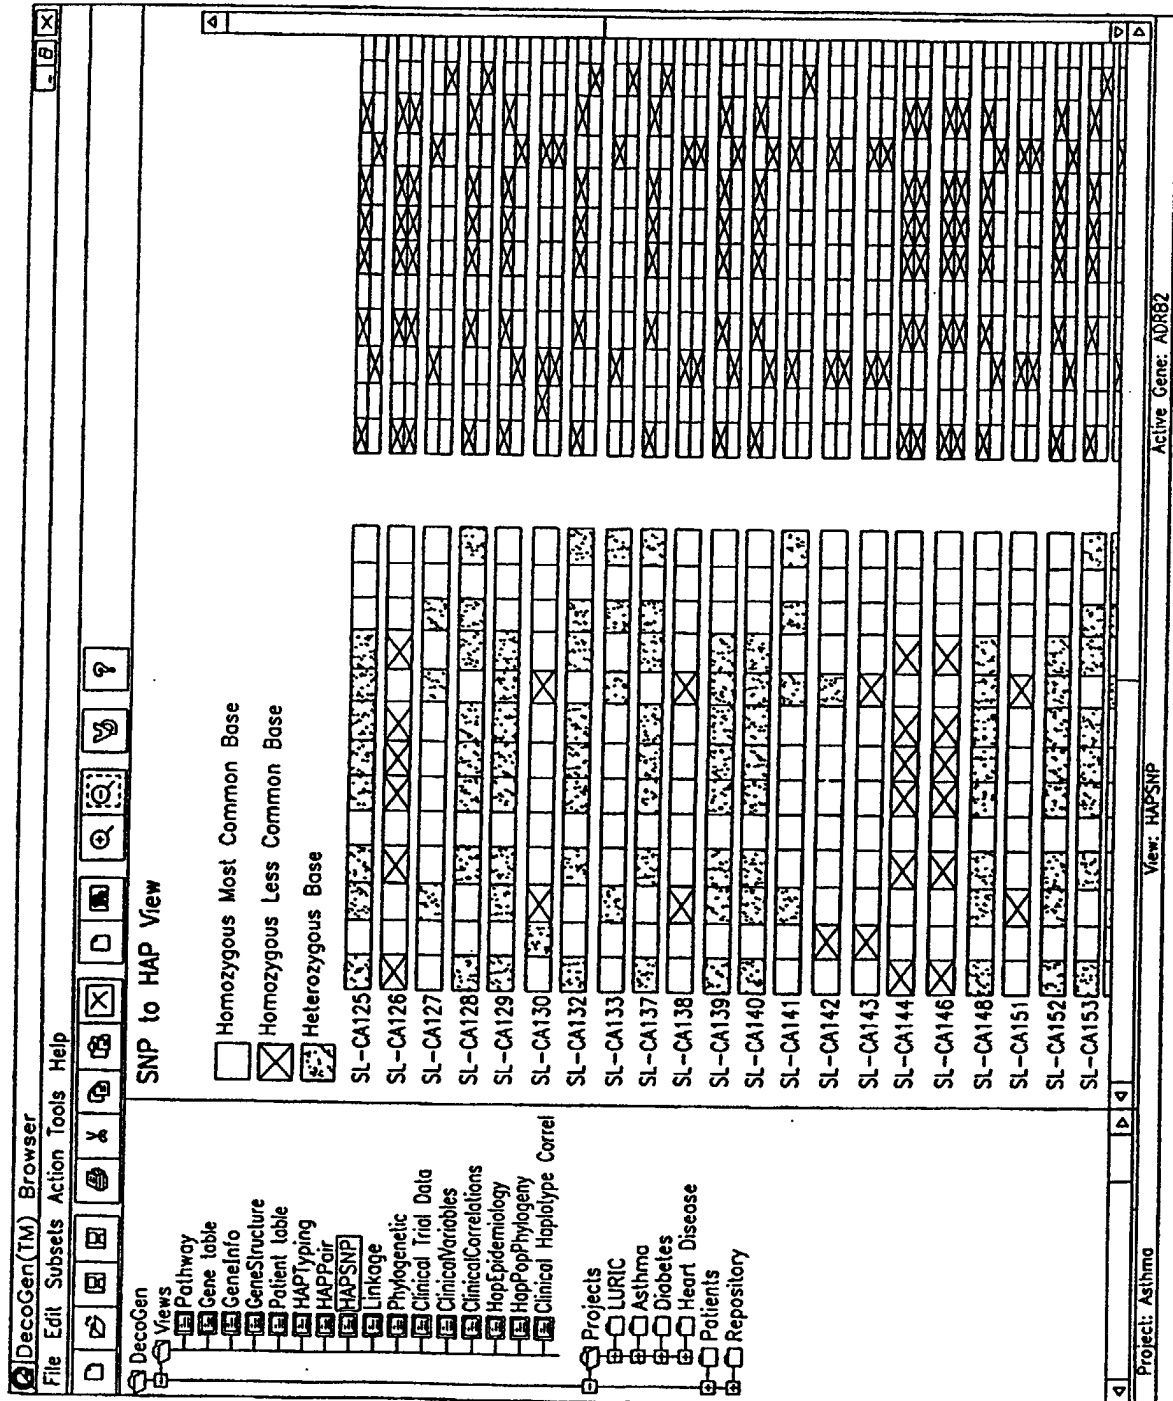 DecoGen(TM) Browser
File Edit Subsets Action Tools Help
DecoGen
Views
Pathway
Gene table
GeneInfo
GeneStructure
Patient table
HAPTyping
HAPPair
HAPSNP
Linkage
Phylogenetic
Clinical Trial Data
ClinicalVariables
ClinicalCorrelations
HapEpidemiology
HapPopPhylogeny
Clinical Haplotype Correl
Projects
LURIC
Asthma
Diabetes
Heart Disease
Patients
Repository
SNP to HAP View
Homozygous Most Common Base
Homozygous Less Common Base
Heterozygous Base
SL-CA125
SL-CA126
SL-CA127
SL-CA128
SL-CA129
SL-CA130
SL-CA132
SL-CA133
SL-CA137
SL-CA138
SL-CA139
SL-CA140
SL-CA141
SL-CA142
SL-CA143
SL-CA144
SL-CA146
SL-CA148
SL-CA151
SL-CA152
SL-CA153
Project: Asthma
View: HAPSNP
Active Gene: ADRB2